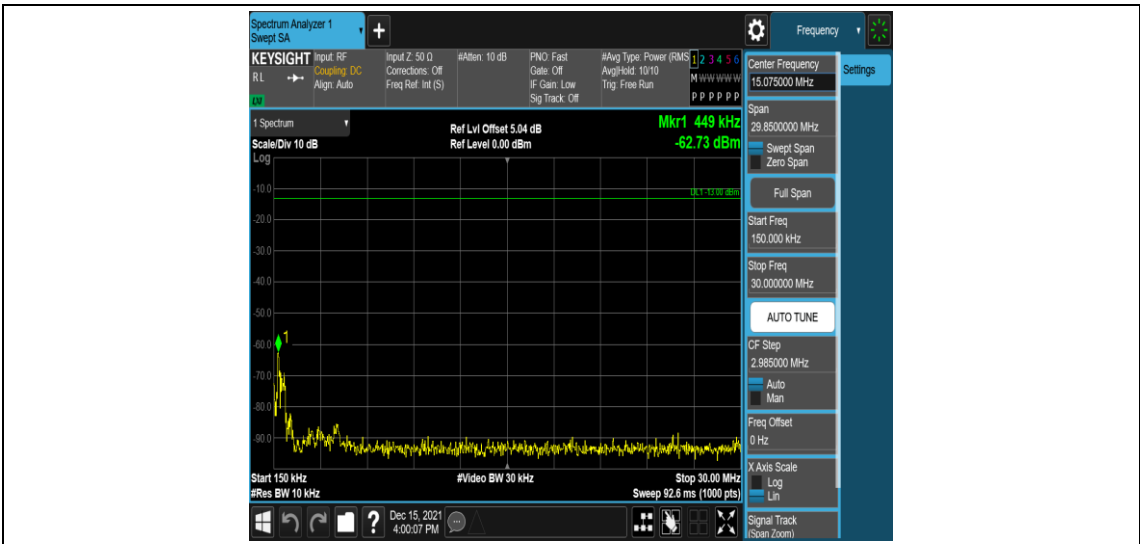 Spectrum Analyzer 1
Swept SA
+
Frequency
KEYSIGHT
RL
LXI
Input: RF
Coupling: DC
Align: Auto
Input Z: 50 Ω
Corrections: Off
Freq Ref: Int (S)
#Atten: 10 dB
PNO: Fast
Gate: Off
IF Gain: Low
Sig Track: Off
#Avg Type: Power (RMS
Avg|Hold: 10/10
Trig: Free Run
1 2 3 4 5 6
M W W W W W
P P P P P P
Center Frequency
15.075000 MHz
Settings
Span
29.8500000 MHz
Swept Span
Zero Span
Full Span
Start Freq
150.000 kHz
Stop Freq
30.000000 MHz
AUTO TUNE
CF Step
2.985000 MHz
Auto
Man
Freq Offset
0 Hz
X Axis Scale
Log
Lin
Signal Track
(Span Zoom)
1 Spectrum
Scale/Div 10 dB
Log
Ref Lvl Offset 5.04 dB
Ref Level 0.00 dBm
Mkr1 449 kHz
-62.73 dBm
DL1 -13.00 dBm
-10.0
-20.0
-30.0
-40.0
-50.0
-60.0
-70.0
-80.0
-90.0
1
Start 150 kHz
#Res BW 10 kHz
#Video BW 30 kHz
Stop 30.00 MHz
Sweep 92.6 ms (1000 pts)
?
Dec 15, 2021
4:00:07 PM